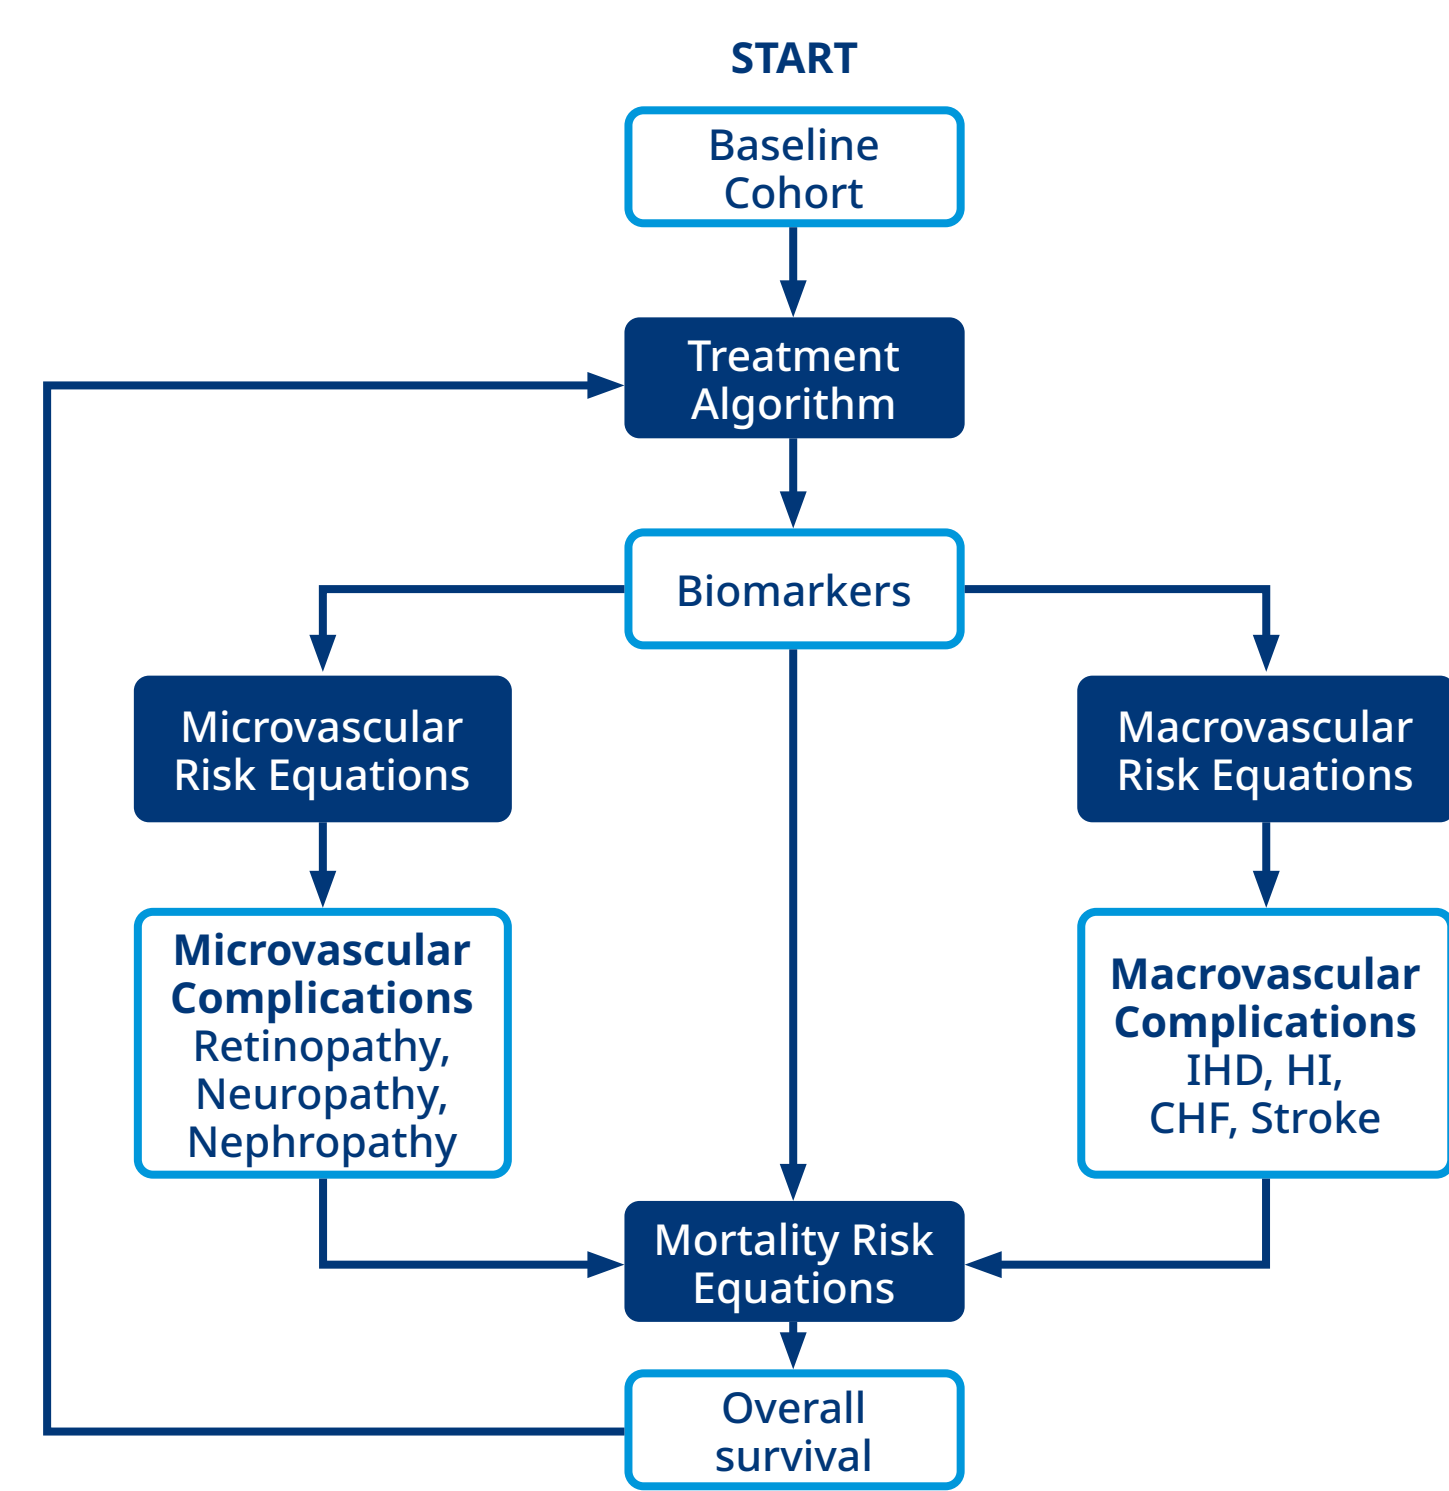 START
Baseline
Cohort
Treatment
Algorithm
Biomarkers
Microvascular
Risk Equations
Macrovascular
Risk Equations
Microvascular
Complications
Retinopathy,
Neuropathy,
Nephropathy
Macrovascular
Complications
IHD, HI,
CHF, Stroke
Mortality Risk
Equations
Overall
survival